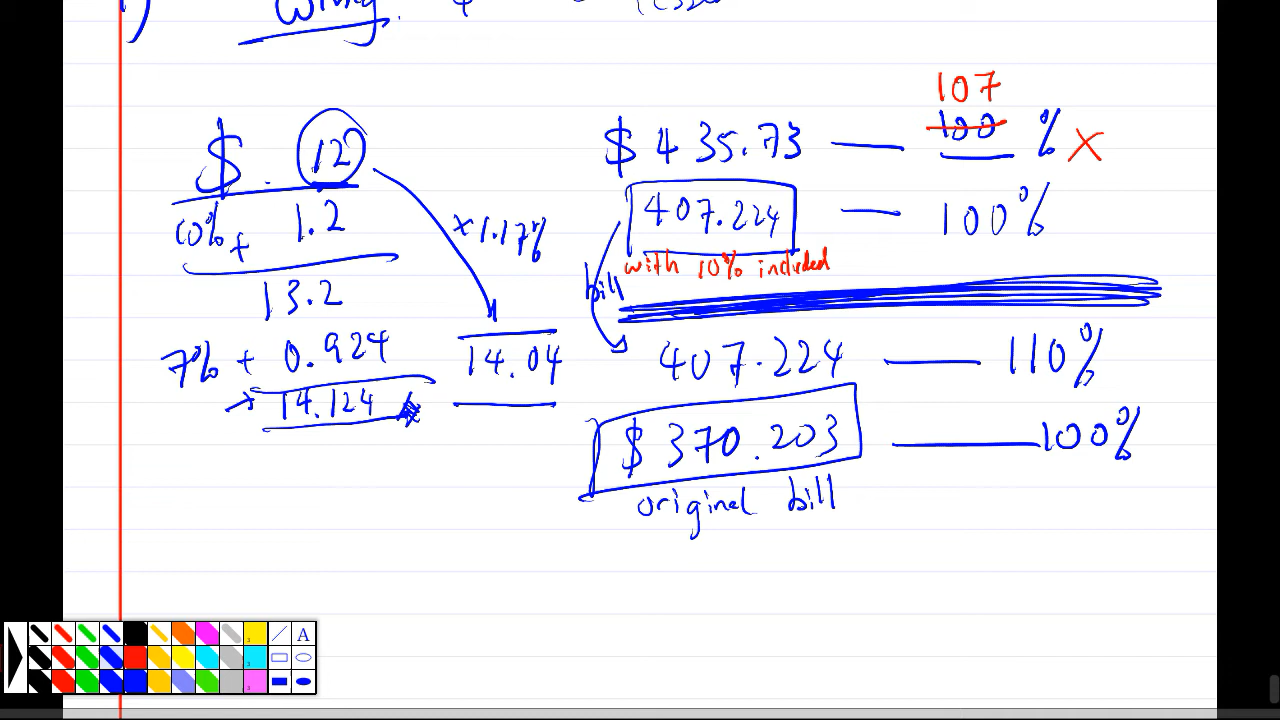 $ . 12
10% + 1.2
13.2
7% + 0.924
→ 14.124
× 1.17%
14.04
107
$ 435.73 — 100 % ×
407.224 — 100%
with 10% included
bill
407.224 — 110%
$ 370.203 — 100%
original bill
A